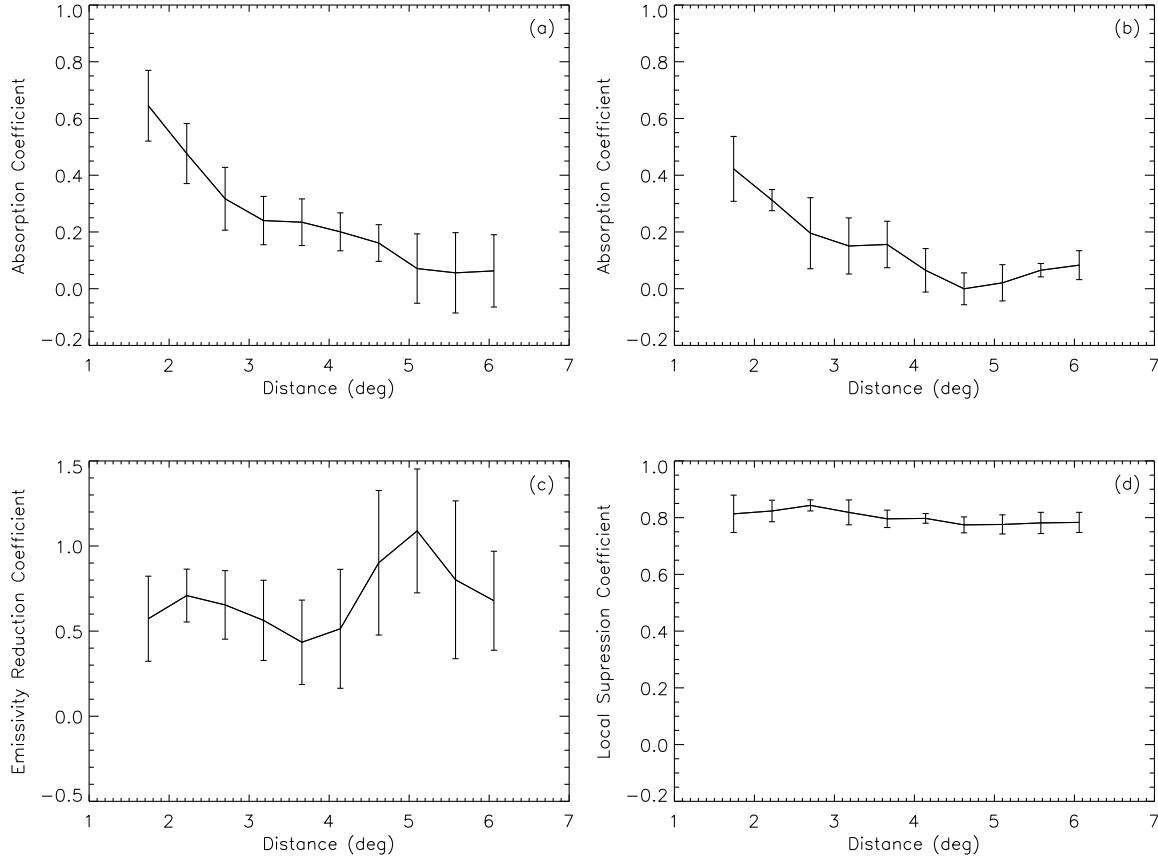 (a)
Absorption Coefficient
1.0
0.8
0.6
0.4
0.2
0.0
−0.2
1 2 3 4 5 6 7
Distance (deg)
(b)
Absorption Coefficient
1.0
0.8
0.6
0.4
0.2
0.0
−0.2
1 2 3 4 5 6 7
Distance (deg)
(c)
Emissivity Reduction Coefficient
1.5
1.0
0.5
0.0
−0.5
1 2 3 4 5 6 7
Distance (deg)
(d)
Local Supression Coefficient
1.0
0.8
0.6
0.4
0.2
0.0
−0.2
1 2 3 4 5 6 7
Distance (deg)